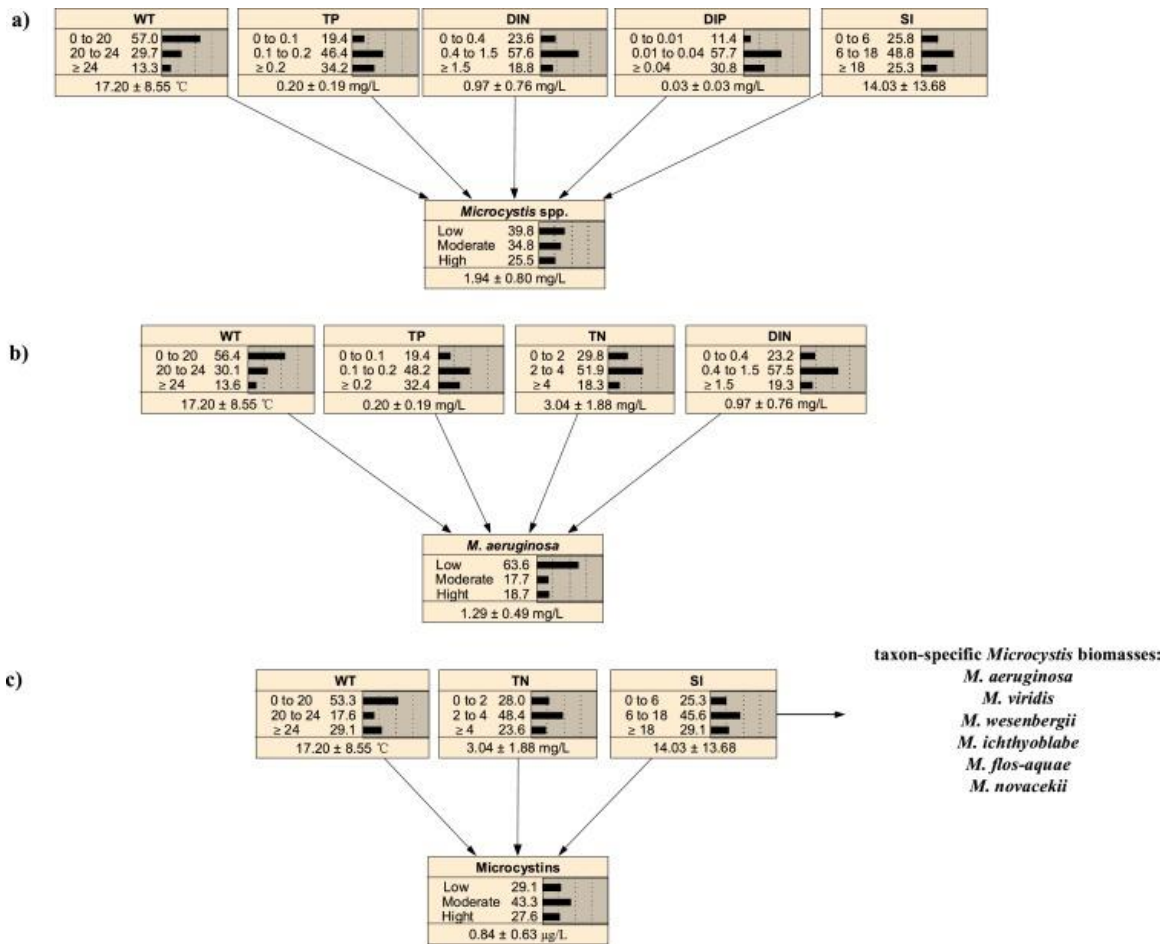 a)
WT
0 to 20 57.0
20 to 24 29.7
≥ 24 13.3
17.20 ± 8.55 ℃
TP
0 to 0.1 19.4
0.1 to 0.2 46.4
≥ 0.2 34.2
0.20 ± 0.19 mg/L
DIN
0 to 0.4 23.6
0.4 to 1.5 57.6
≥ 1.5 18.8
0.97 ± 0.76 mg/L
DIP
0 to 0.01 11.4
0.01 to 0.04 57.7
≥ 0.04 30.8
0.03 ± 0.03 mg/L
SI
0 to 6 25.8
6 to 18 48.8
≥ 18 25.3
14.03 ± 13.68
Microcystis spp.
Low 39.8
Moderate 34.8
High 25.5
1.94 ± 0.80 mg/L
b)
WT
0 to 20 56.4
20 to 24 30.1
≥ 24 13.6
17.20 ± 8.55 ℃
TP
0 to 0.1 19.4
0.1 to 0.2 48.2
≥ 0.2 32.4
0.20 ± 0.19 mg/L
TN
0 to 2 29.8
2 to 4 51.9
≥ 4 18.3
3.04 ± 1.88 mg/L
DIN
0 to 0.4 23.2
0.4 to 1.5 57.5
≥ 1.5 19.3
0.97 ± 0.76 mg/L
M. aeruginosa
Low 63.6
Moderate 17.7
Hight 18.7
1.29 ± 0.49 mg/L
c)
WT
0 to 20 53.3
20 to 24 17.6
≥ 24 29.1
17.20 ± 8.55 ℃
TN
0 to 2 28.0
2 to 4 48.4
≥ 4 23.6
3.04 ± 1.88 mg/L
SI
0 to 6 25.3
6 to 18 45.6
≥ 18 29.1
14.03 ± 13.68
taxon-specific Microcystis biomasses:
M. aeruginosa
M. viridis
M. wesenbergii
M. ichthyoblabe
M. flos-aquae
M. novacekii
Microcystins
Low 29.1
Moderate 43.3
Hight 27.6
0.84 ± 0.63 μg/L